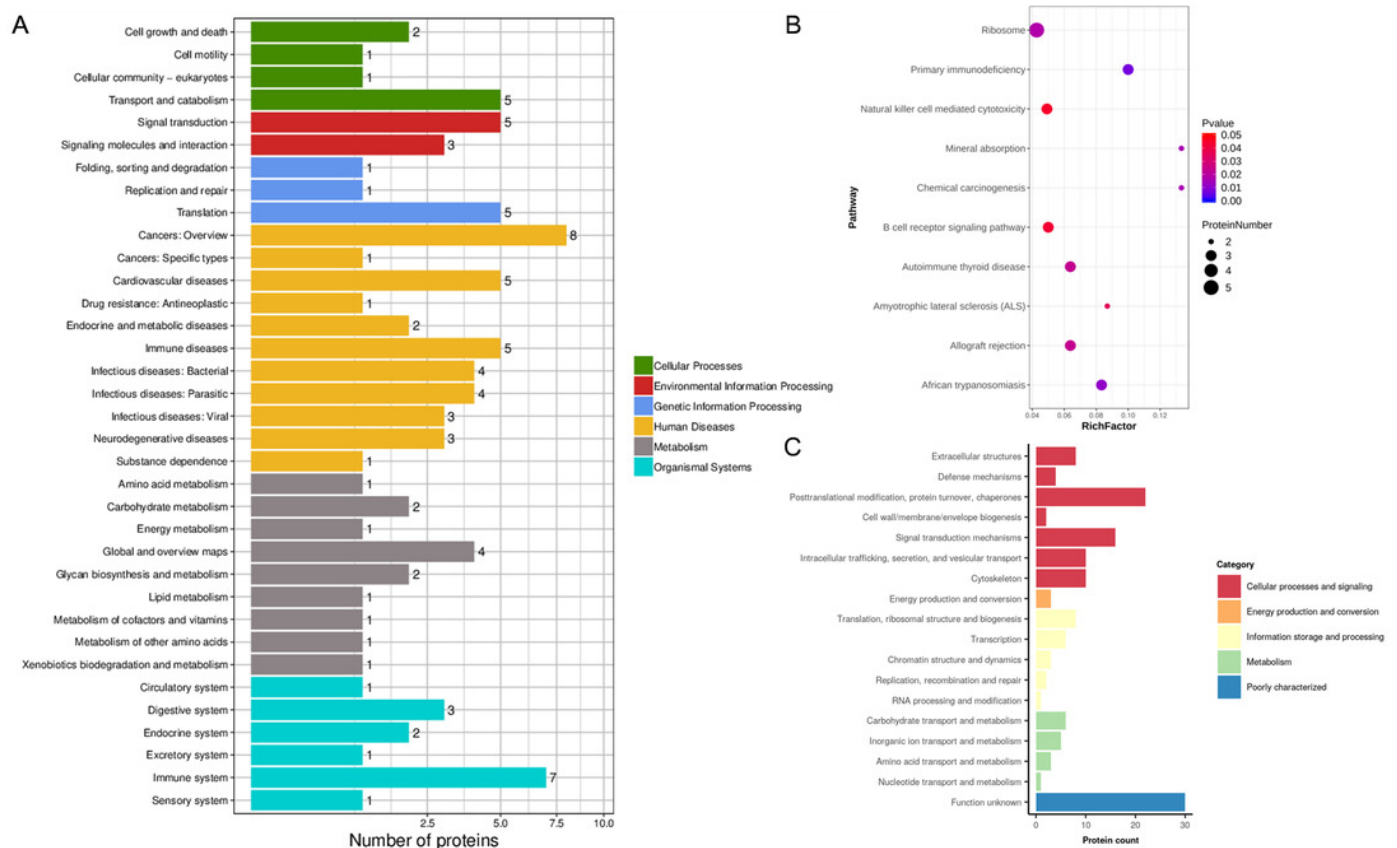 A
Cell growth and death 2
Cell motility 1
Cellular community – eukaryotes 1
Transport and catabolism 5
Signal transduction 5
Signaling molecules and interaction 3
Folding, sorting and degradation 1
Replication and repair 1
Translation 5
Cancers: Overview 8
Cancers: Specific types 1
Cardiovascular diseases 5
Drug resistance: Antineoplastic 1
Endocrine and metabolic diseases 2
Immune diseases 5
Infectious diseases: Bacterial 4
Infectious diseases: Parasitic 4
Infectious diseases: Viral 3
Neurodegenerative diseases 3
Substance dependence 1
Amino acid metabolism 1
Carbohydrate metabolism 2
Energy metabolism 1
Global and overview maps 4
Glycan biosynthesis and metabolism 2
Lipid metabolism 1
Metabolism of cofactors and vitamins 1
Metabolism of other amino acids 1
Xenobiotics biodegradation and metabolism 1
Circulatory system 1
Digestive system 3
Endocrine system 2
Excretory system 1
Immune system 7
Sensory system 1
2.5 5.0 7.5 10.0
Number of proteins
Cellular Processes
Environmental Information Processing
Genetic Information Processing
Human Diseases
Metabolism
Organismal Systems
B
Pathway
Ribosome
Primary immunodeficiency
Natural killer cell mediated cytotoxicity
Mineral absorption
Chemical carcinogenesis
B cell receptor signaling pathway
Autoimmune thyroid disease
Amyotrophic lateral sclerosis (ALS)
Allograft rejection
African trypanosomiasis
0.04 0.06 0.08 0.10 0.12
RichFactor
Pvalue
0.05
0.04
0.03
0.02
0.01
0.00
ProteinNumber
2
3
4
5
C
Extracellular structures
Defense mechanisms
Posttranslational modification, protein turnover, chaperones
Cell wall/membrane/envelope biogenesis
Signal transduction mechanisms
Intracellular trafficking, secretion, and vesicular transport
Cytoskeleton
Energy production and conversion
Translation, ribosomal structure and biogenesis
Transcription
Chromatin structure and dynamics
Replication, recombination and repair
RNA processing and modification
Carbohydrate transport and metabolism
Inorganic ion transport and metabolism
Amino acid transport and metabolism
Nucleotide transport and metabolism
Function unknown
0 10 20 30
Protein count
Category
Cellular processes and signaling
Energy production and conversion
Information storage and processing
Metabolism
Poorly characterized